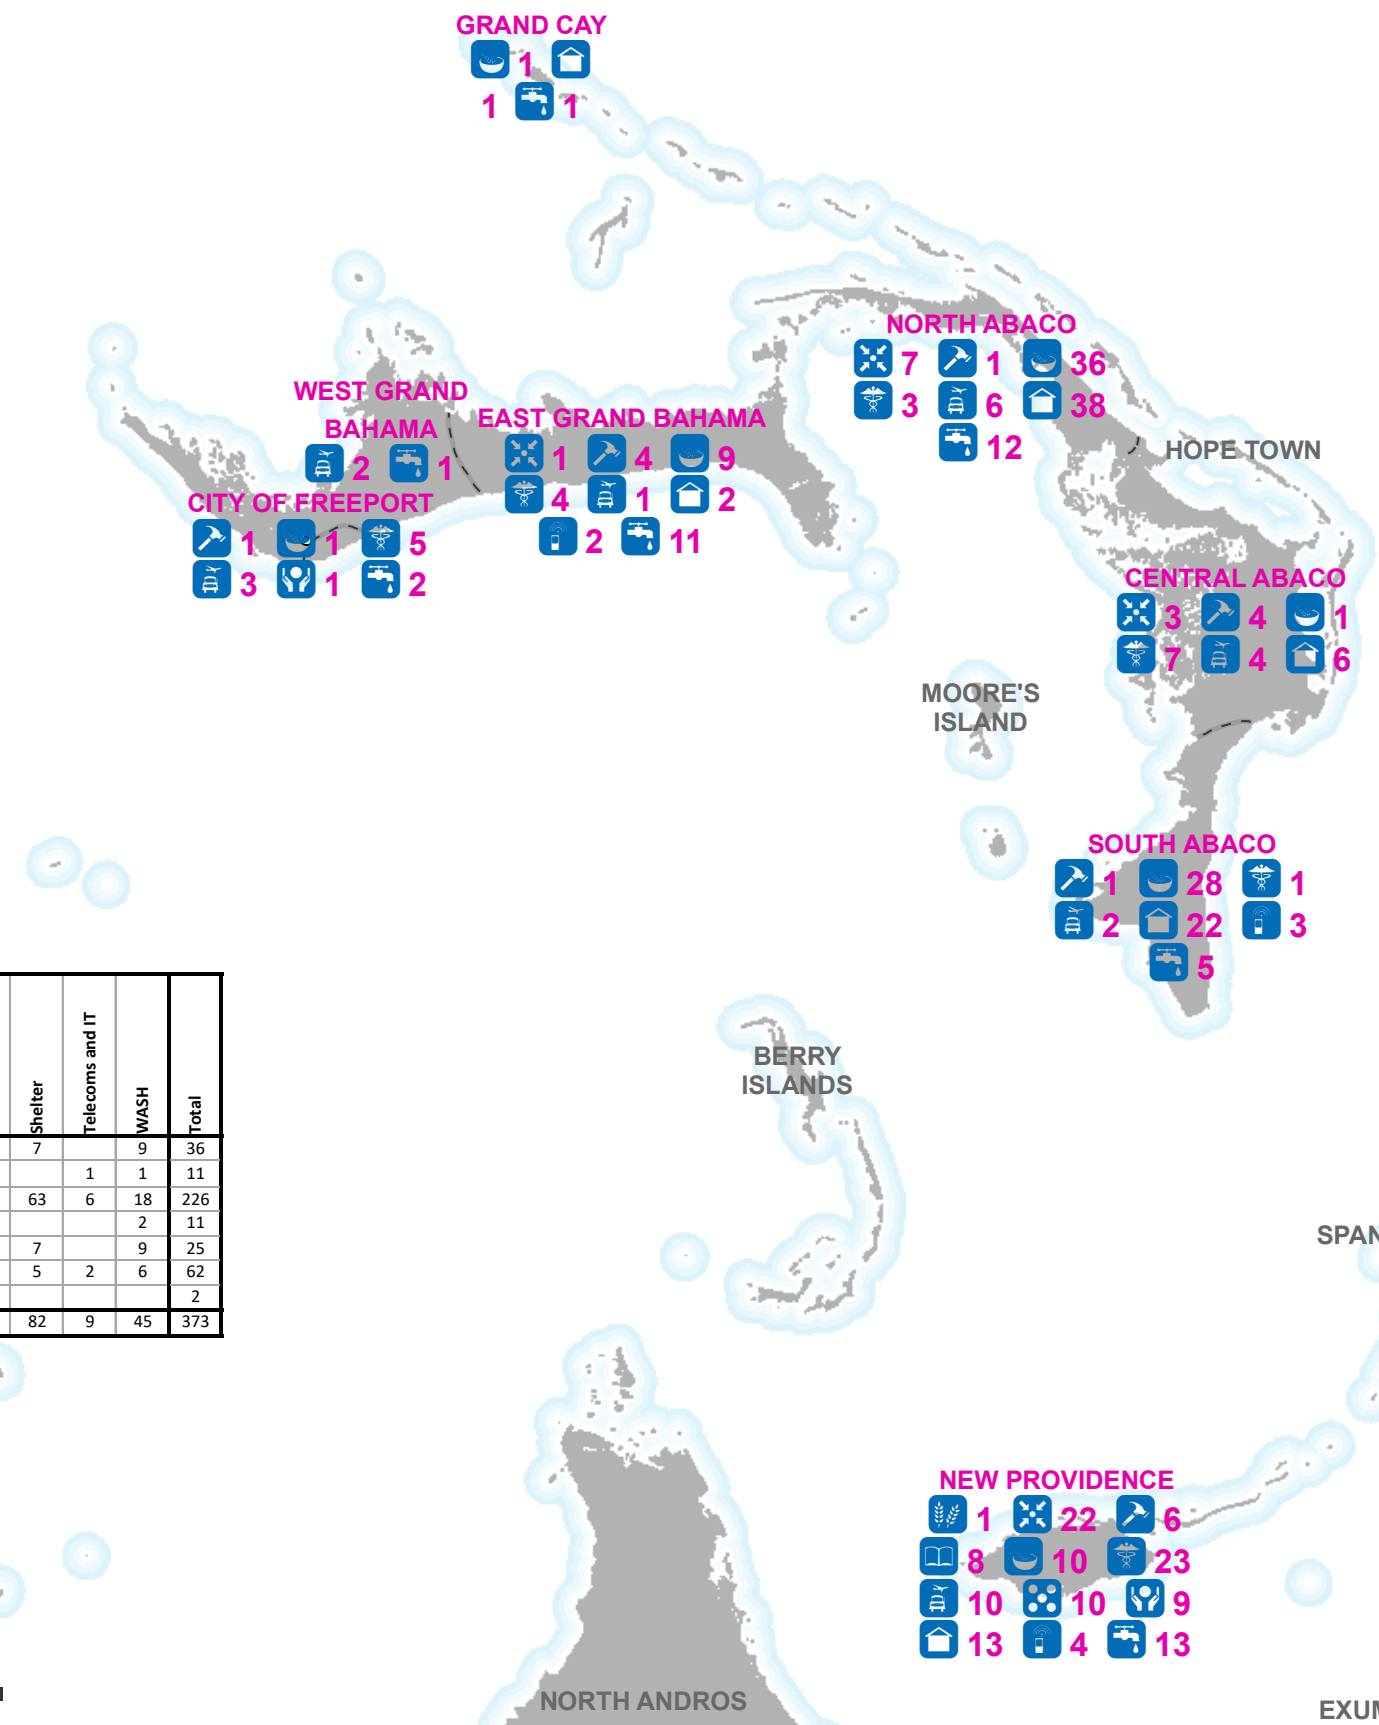 GRAND CAY
1
1 1
NORTH ABACO
7 1 36
3 6 38
12
WEST GRAND
BAHAMA
2 1
EAST GRAND BAHAMA
1 4 9
4 1 2
2 11
HOPE TOWN
CITY OF FREEPORT
1 1 5
3 1 2
CENTRAL ABACO
3 4 1
7 4 6
MOORE'S
ISLAND
SOUTH ABACO
1 28 1
2 22 3
5
Shelter Telecoms and IT WASH Total
7 9 36
1 1 11
63 6 18 226
2 11
7 9 25
5 2 6 62
2
82 9 45 373
BERRY
ISLANDS
SPAN
NEW PROVIDENCE
1 22 6
8 10 23
10 10 9
13 4 13
NORTH ANDROS
EXUM